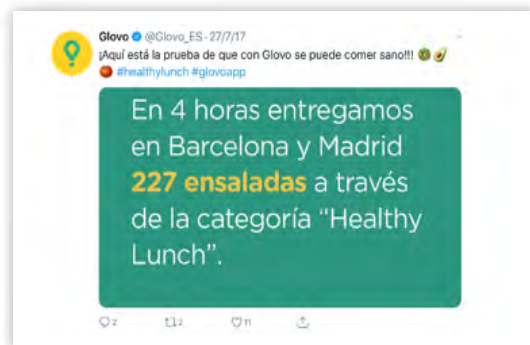 Glovo @Glovo_ES · 27/7/17
¡Aquí está la prueba de que con Glovo se puede comer sano!!!
#healthylunch #glovoapp
En 4 horas entregamos
en Barcelona y Madrid
227 ensaladas a través
de la categoría “Healthy
Lunch”.
2 2 11